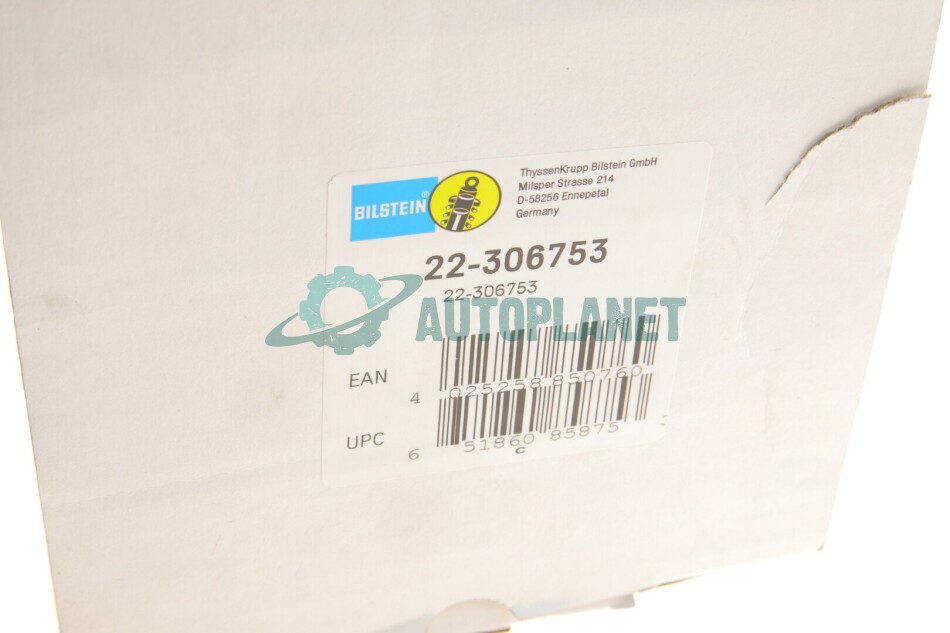 ThyssenKrupp Bilstein GmbH
Milsper Strasse 214
D-58256 Ennepetal
Germany
BILSTEIN®
22-306753
22-306753
AUTOPLANET
EAN
4 025258 850760
UPC
6 51860 85875
C